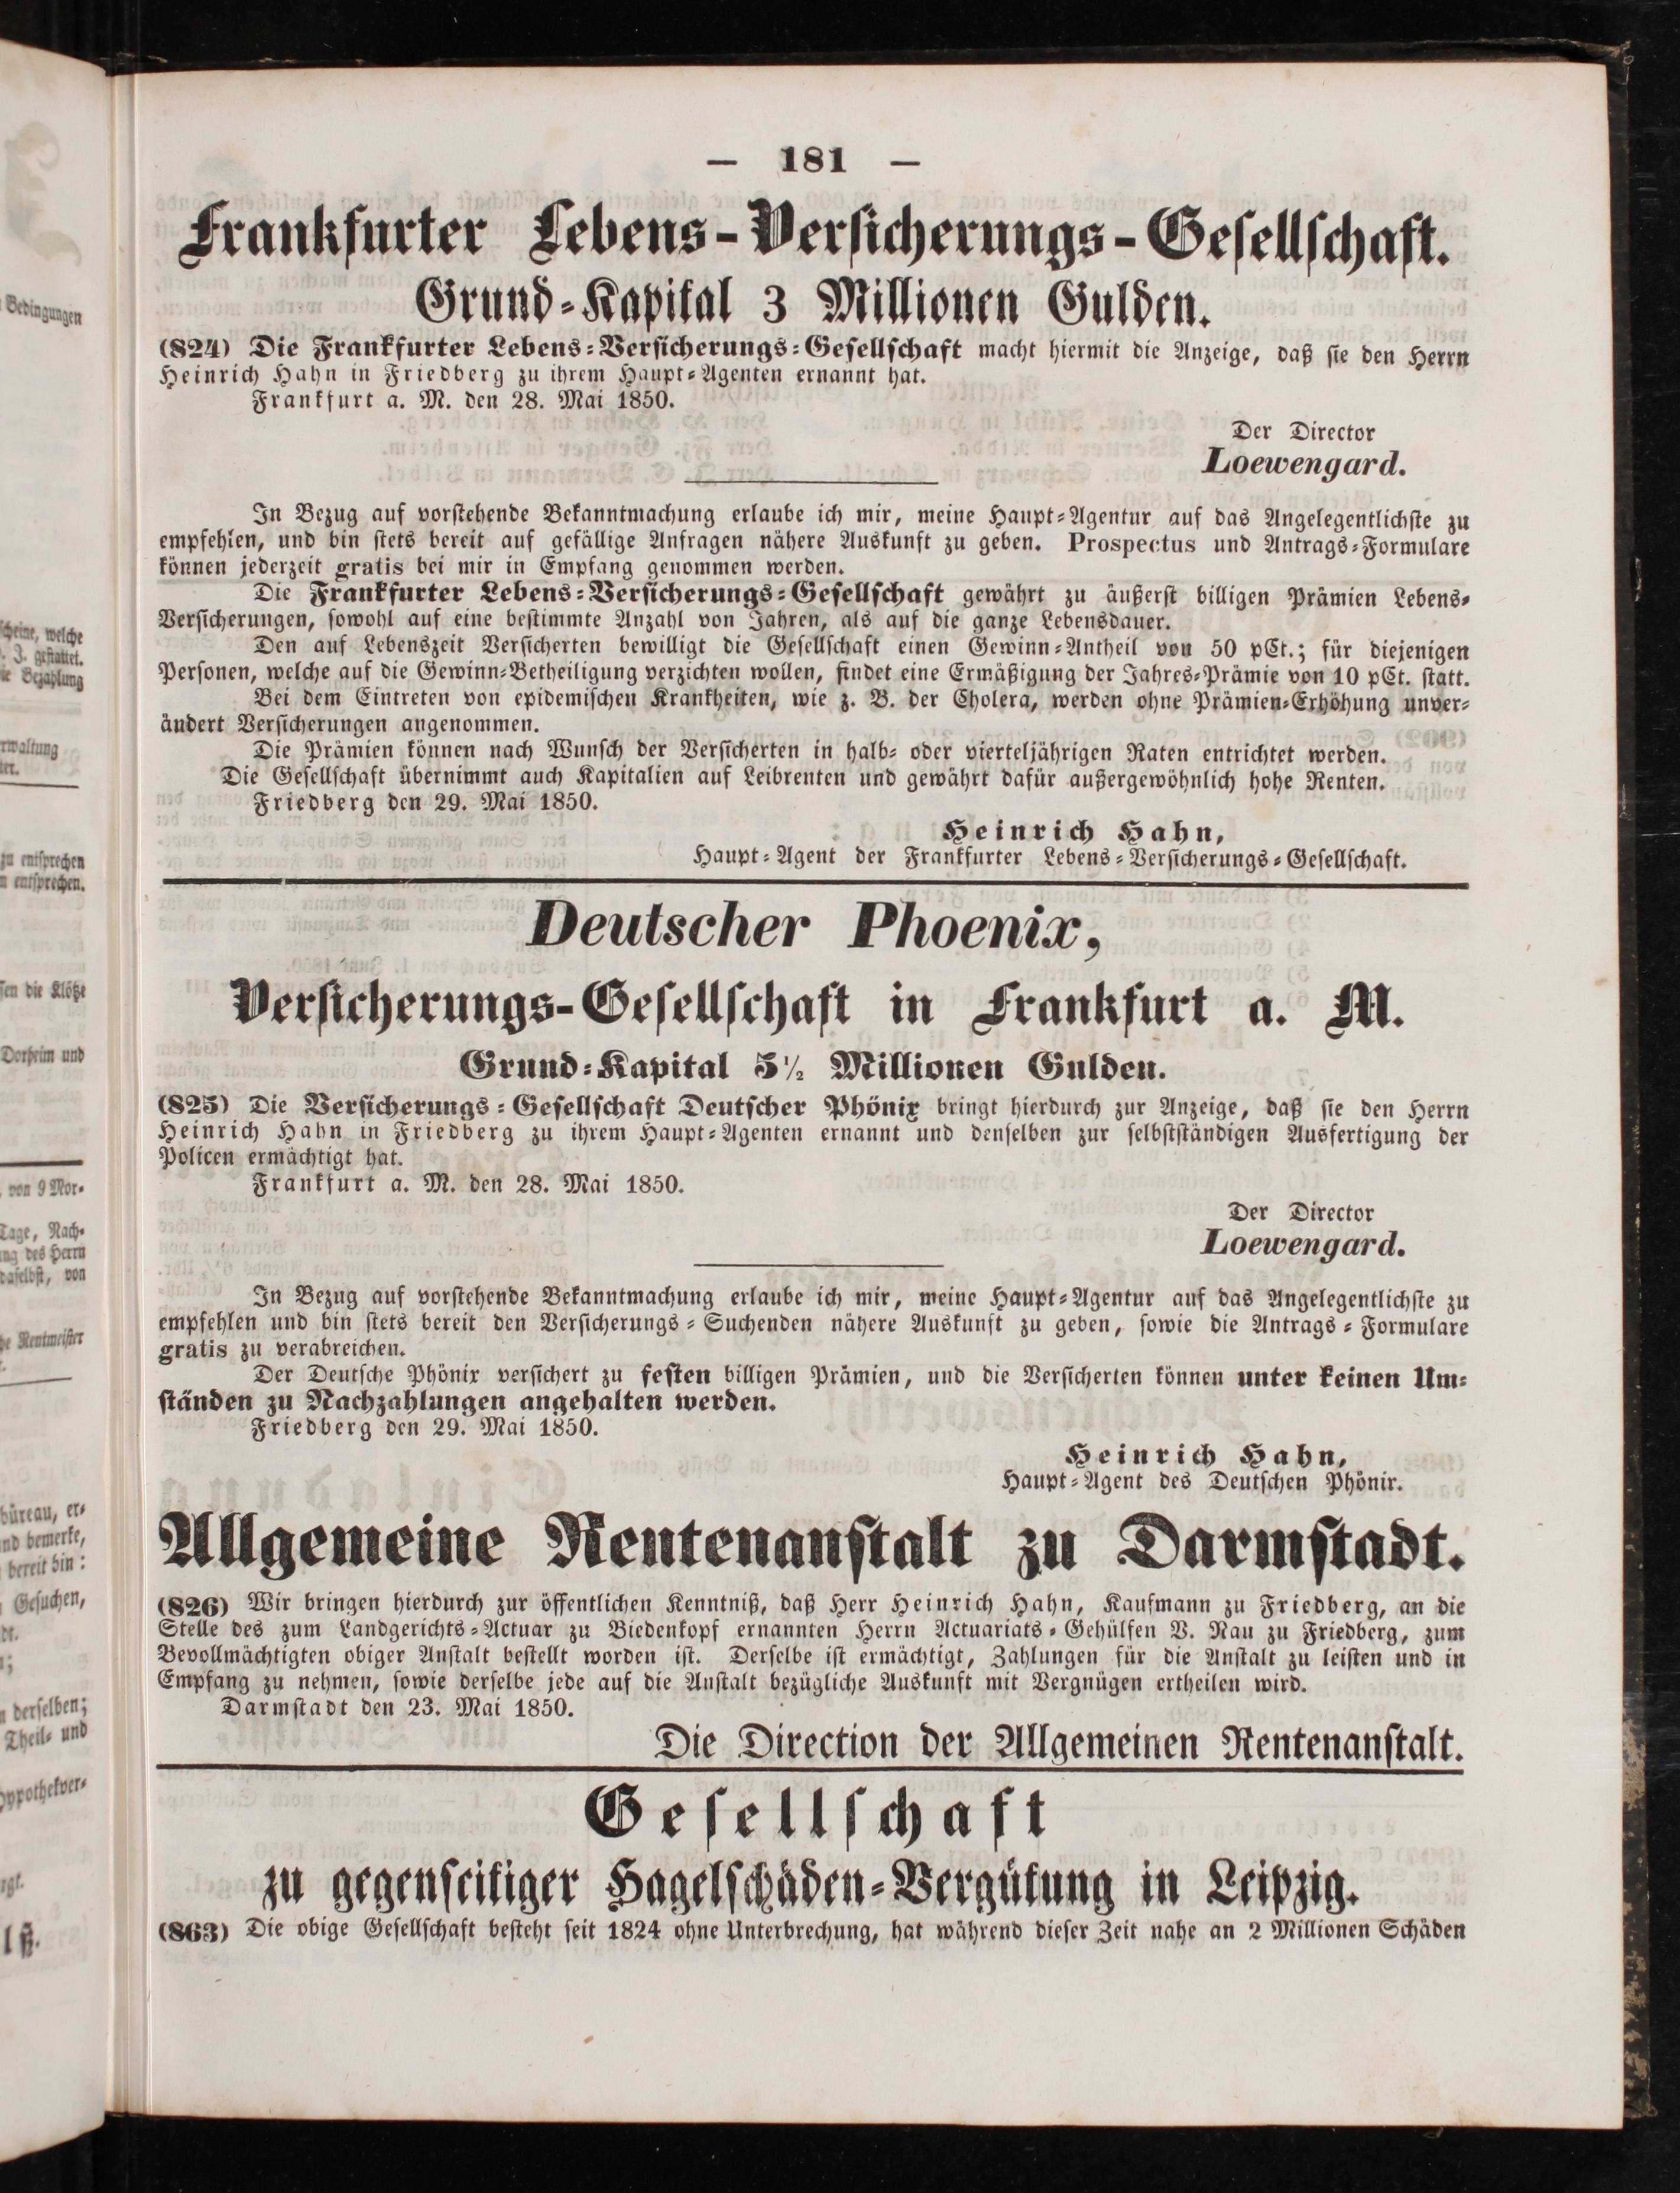 — 181 —
Frankfurter Lebens-Versicherungs-Gesellschaft.
Grund-Kapital 3 Millionen Gulden.
(824) Die Frankfurter Lebens-Versicherungs-Gesellschaft macht hiermit die Anzeige, daß sie den Herrn
Heinrich Hahn in Friedberg zu ihrem Haupt-Agenten ernannt hat.
Frankfurt a. M. den 28. Mai 1850.
Der Director
Loewengard.
In Bezug auf vorstehende Bekanntmachung erlaube ich mir, meine Haupt-Agentur auf das Angelegentlichste zu
empfehlen, und bin stets bereit auf gefällige Anfragen nähere Auskunft zu geben. Prospectus und Antrags-Formulare
können jederzeit gratis bei mir in Empfang genommen werden.
Die Frankfurter Lebens-Versicherungs-Gesellschaft gewährt zu äußerst billigen Prämien Lebens-
Versicherungen, sowohl auf eine bestimmte Anzahl von Jahren, als auf die ganze Lebensdauer.
Den auf Lebenszeit Versicherten bewilligt die Gesellschaft einen Gewinn-Antheil von 50 pCt.; für diejenigen
Personen, welche auf die Gewinn-Betheiligung verzichten wollen, findet eine Ermäßigung der Jahres-Prämie von 10 pCt. statt.
Bei dem Eintreten von epidemischen Krankheiten, wie z. B. der Cholera, werden ohne Prämien-Erhöhung unver-
ändert Versicherungen angenommen.
Die Prämien können nach Wunsch der Versicherten in halb- oder vierteljährigen Raten entrichtet werden.
Die Gesellschaft übernimmt auch Kapitalien auf Leibrenten und gewährt dafür außergewöhnlich hohe Renten.
Friedberg den 29. Mai 1850.
Heinrich Hahn,
Haupt-Agent der Frankfurter Lebens-Versicherungs-Gesellschaft.
Deutscher Phoenix,
Versicherungs-Gesellschaft in Frankfurt a. M.
Grund-Kapital 5½ Millionen Gulden.
(825) Die Versicherungs-Gesellschaft Deutscher Phönix bringt hierdurch zur Anzeige, daß sie den Herrn
Heinrich Hahn in Friedberg zu ihrem Haupt-Agenten ernannt und denselben zur selbstständigen Ausfertigung der
Policen ermächtigt hat.
Frankfurt a. M. den 28. Mai 1850.
Der Director
Loewengard.
In Bezug auf vorstehende Bekanntmachung erlaube ich mir, meine Haupt-Agentur auf das Angelegentlichste zu
empfehlen und bin stets bereit den Versicherungs-Suchenden nähere Auskunft zu geben, sowie die Antrags-Formulare
gratis zu verabreichen.
Der Deutsche Phönix versichert zu festen billigen Prämien, und die Versicherten können unter keinen Um-
ständen zu Nachzahlungen angehalten werden.
Friedberg den 29. Mai 1850.
Heinrich Hahn,
Haupt-Agent des Deutschen Phönix.
Allgemeine Rentenanstalt zu Darmstadt.
(826) Wir bringen hierdurch zur öffentlichen Kenntniß, daß Herr Heinrich Hahn, Kaufmann zu Friedberg, an die
Stelle des zum Landgerichts-Actuar zu Biedenkopf ernannten Herrn Actuariats-Gehülfen V. Nau zu Friedberg, zum
Bevollmächtigten obiger Anstalt bestellt worden ist. Derselbe ist ermächtigt, Zahlungen für die Anstalt zu leisten und in
Empfang zu nehmen, sowie derselbe jede auf die Anstalt bezügliche Auskunft mit Vergnügen ertheilen wird.
Darmstadt den 23. Mai 1850.
Die Direction der Allgemeinen Rentenanstalt.
Gesellschaft
zu gegenseitiger Hagelschäden-Vergütung in Leipzig.
(863) Die obige Gesellschaft besteht seit 1824 ohne Unterbrechung, hat während dieser Zeit nahe an 2 Millionen Schäden